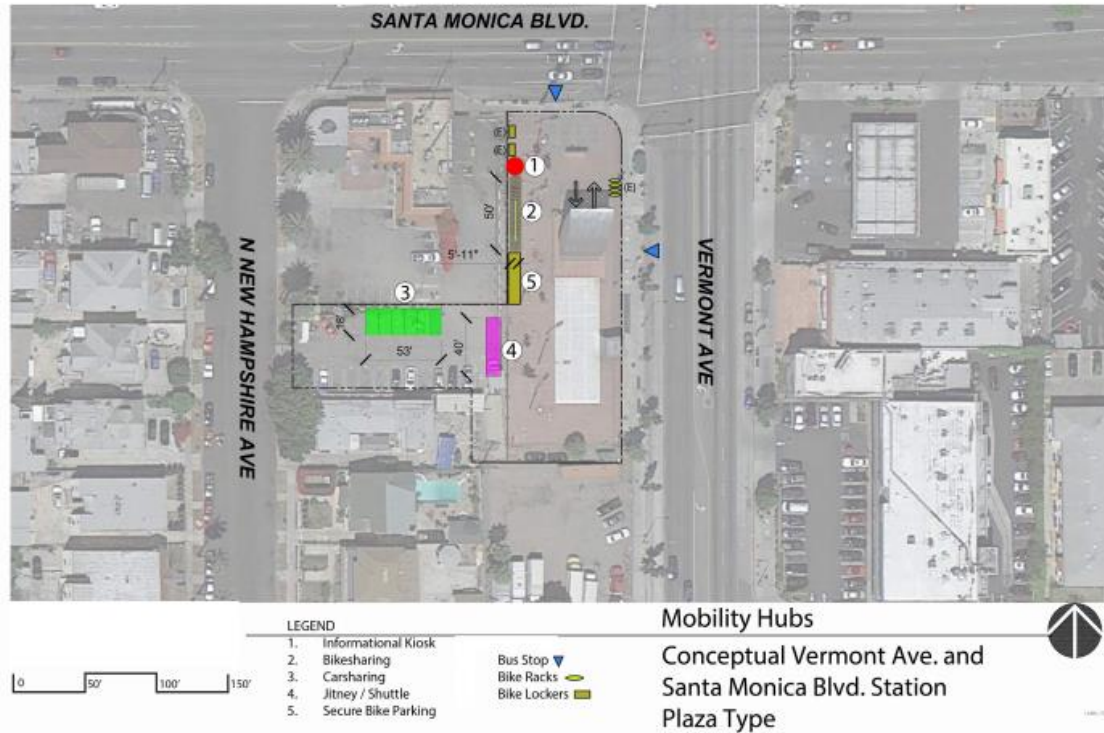 SANTA MONICA BLVD.
(E)
(E)
1
(E)
50'
2
N NEW HAMPSHIRE AVE
VERMONT AVE
5'-11"
5
3
18'
53'
40'
4
LEGEND
1. Informational Kiosk
2. Bikesharing
3. Carsharing
4. Jitney / Shuttle
5. Secure Bike Parking
Bus Stop
Bike Racks
Bike Lockers
0 50' 100' 150'
Mobility Hubs
Conceptual Vermont Ave. and
Santa Monica Blvd. Station
Plaza Type